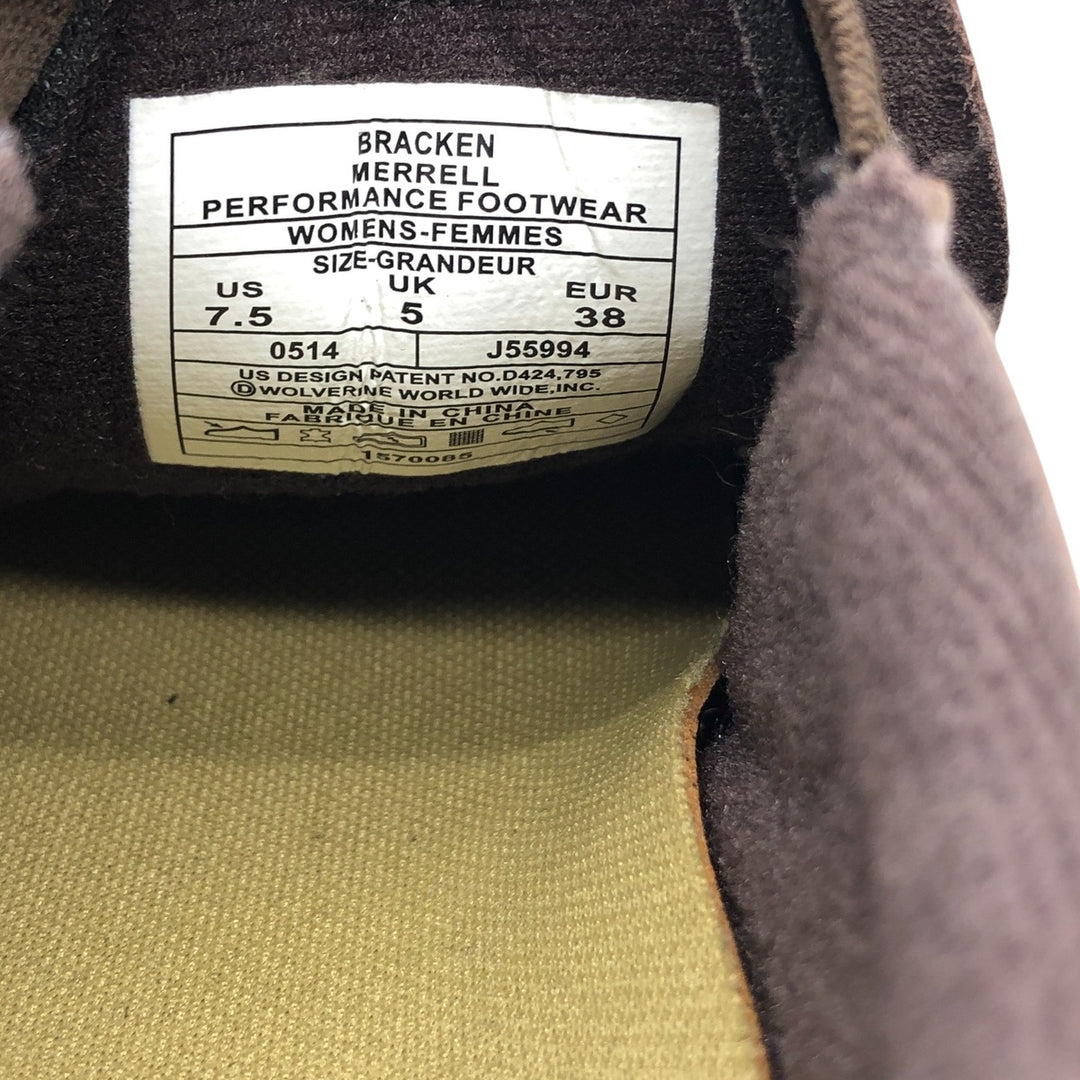 BRACKEN
MERRELL
PERFORMANCE FOOTWEAR
WOMENS-FEMMES
SIZE-GRANDEUR
US UK EUR
7.5 5 38
0514 J55994
US DESIGN PATENT NO.D424,795
ⒹWOLVERINE WORLD WIDE,INC.
MADE IN CHINA
FABRIQUE EN CHINE
1570085